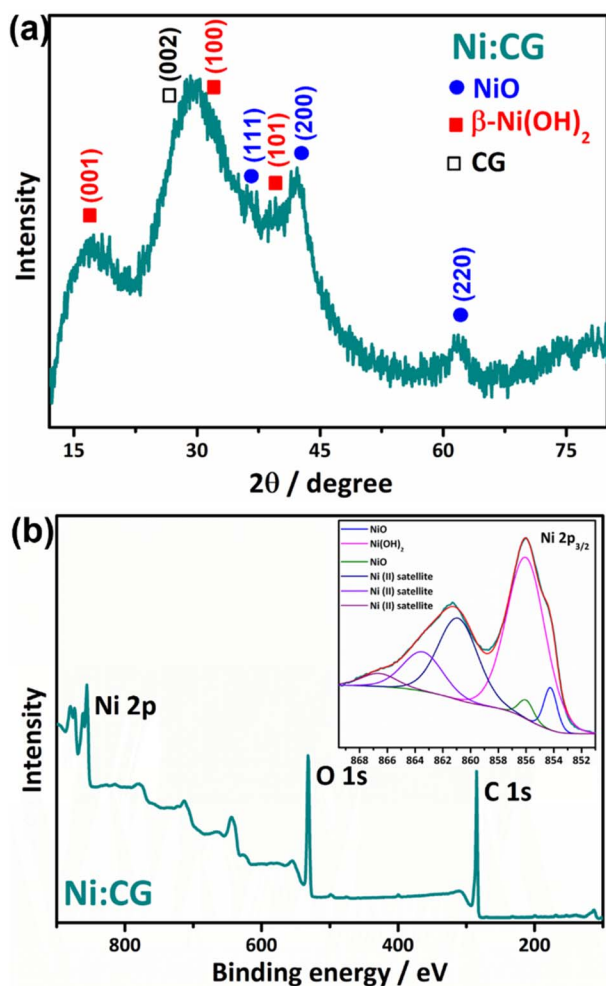 (a)
Ni:CG
NiO
β-Ni(OH)₂
CG
(001)
(002)
(100)
(111)
(101)
(200)
(220)
Intensity
15 30 45 60 75
2θ / degree
(b)
Ni 2p₃/₂
NiO
Ni(OH)₂
NiO
Ni (II) satellite
Ni (II) satellite
Ni (II) satellite
868 866 864 862 860 858 856 854 852
Ni 2p
O 1s
C 1s
Intensity
Ni:CG
800 600 400 200
Binding energy / eV